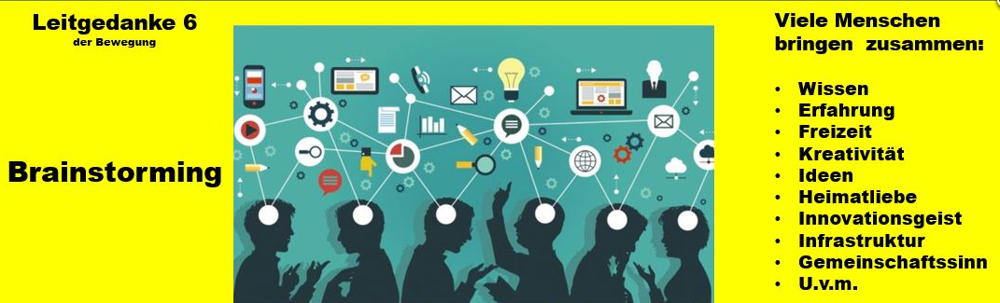 Leitgedanke 6
der Bewegung
Brainstorming
Viele Menschen
bringen zusammen:
• Wissen
• Erfahrung
• Freizeit
• Kreativität
• Ideen
• Heimatliebe
• Innovationsgeist
• Infrastruktur
• Gemeinschaftssinn
• U.v.m.